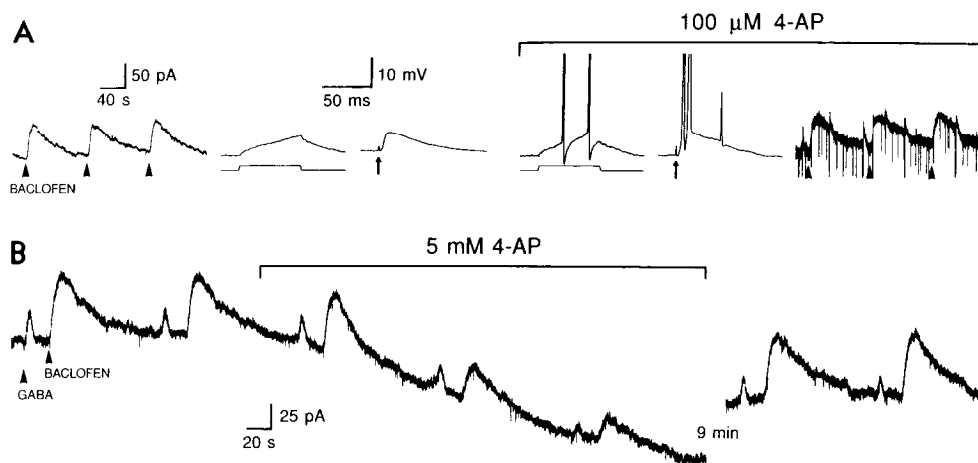 A
100 μM 4-AP
50 pA
40 s
10 mV
50 ms
BACLOFEN
B
5 mM 4-AP
BACLOFEN
GABA
25 pA
20 s
9 min